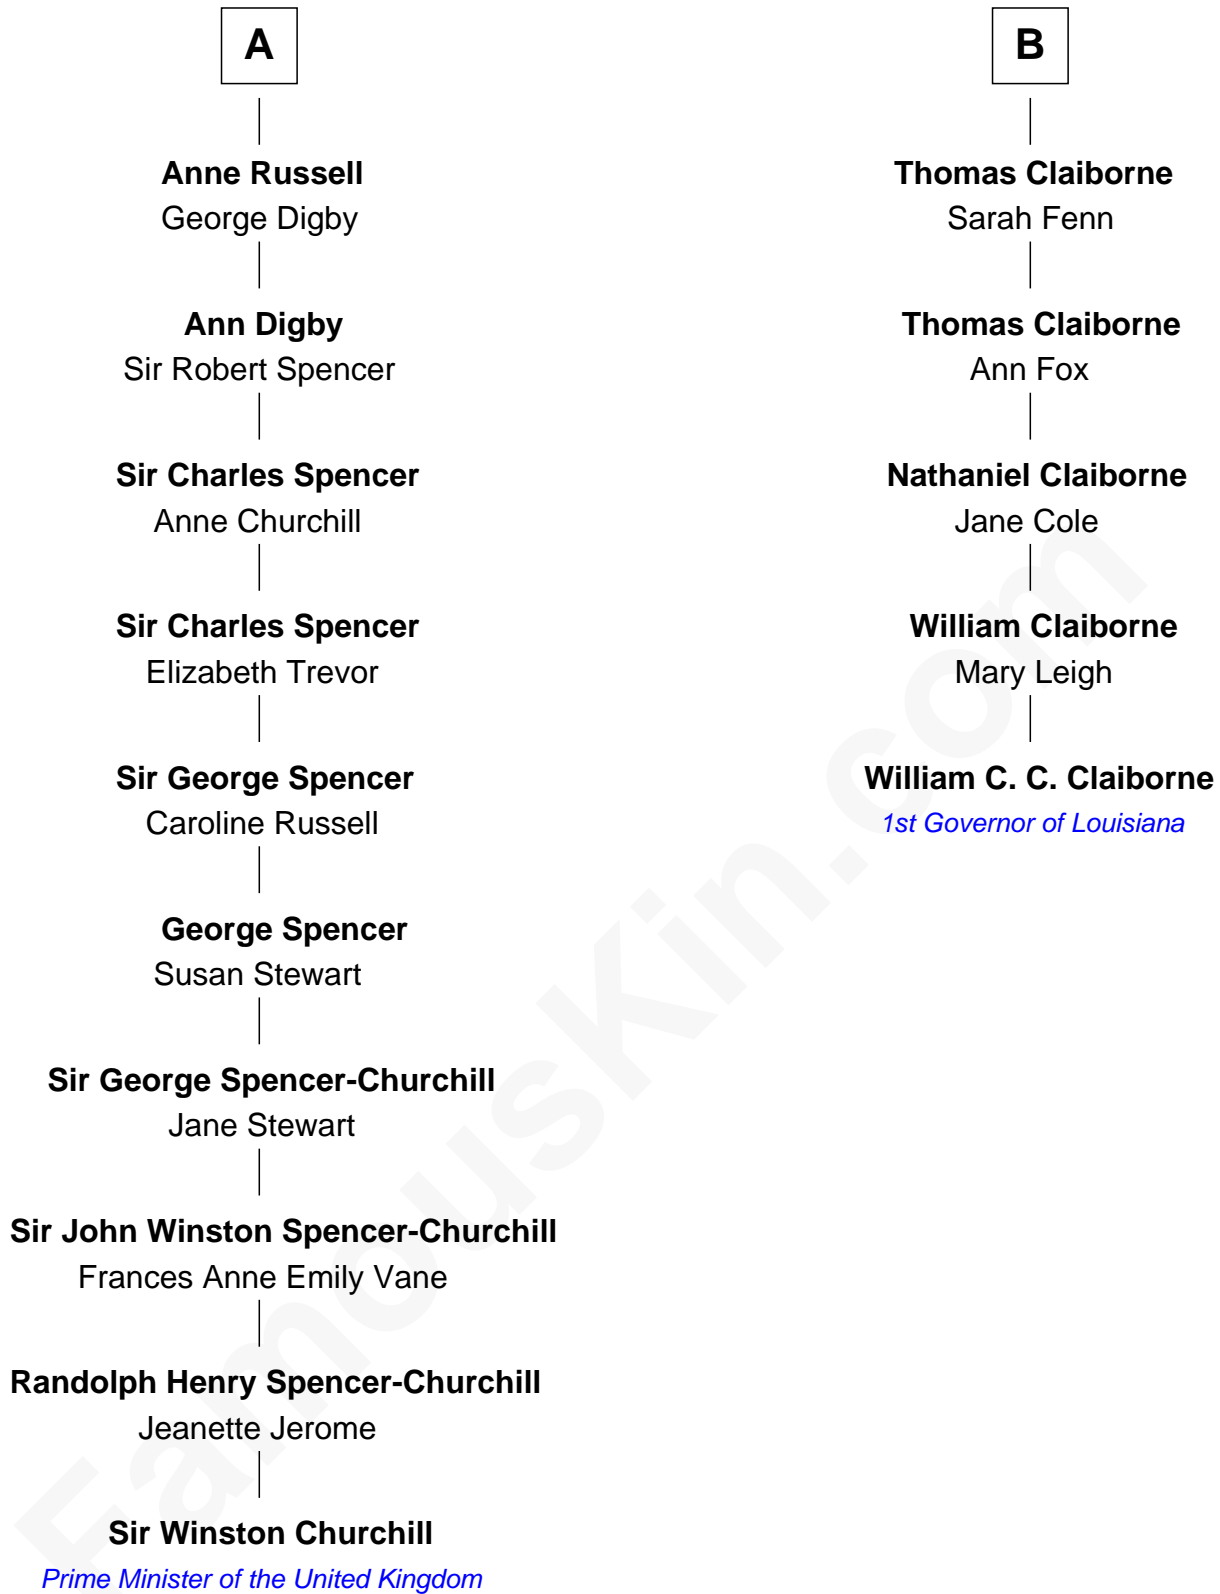 A
Anne Russell
George Digby
Ann Digby
Sir Robert Spencer
Sir Charles Spencer
Anne Churchill
Sir Charles Spencer
Elizabeth Trevor
Sir George Spencer
Caroline Russell
George Spencer
Susan Stewart
Sir George Spencer-Churchill
Jane Stewart
Sir John Winston Spencer-Churchill
Frances Anne Emily Vane
Randolph Henry Spencer-Churchill
Jeanette Jerome
Sir Winston Churchill
Prime Minister of the United Kingdom
B
Thomas Claiborne
Sarah Fenn
Thomas Claiborne
Ann Fox
Nathaniel Claiborne
Jane Cole
William Claiborne
Mary Leigh
William C. C. Claiborne
1st Governor of Louisiana
FamousKin.com